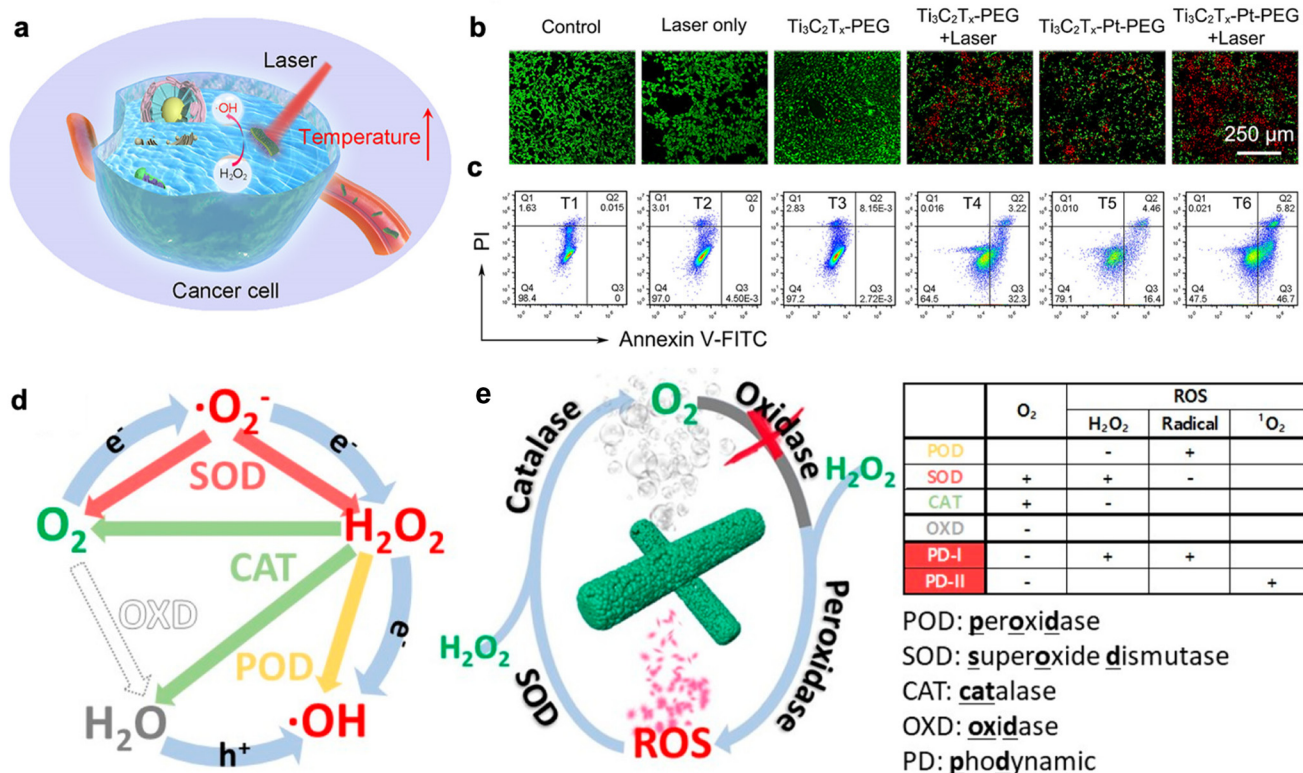 a
Laser
·OH
Temperature
H₂O₂
Cancer cell
b
Control
Laser only
Ti₃C₂Tₓ-PEG
Ti₃C₂Tₓ-PEG
+Laser
Ti₃C₂Tₓ-Pt-PEG
Ti₃C₂Tₓ-Pt-PEG
+Laser
250 μm
c
PI
Annexin V-FITC
Q1
1.63
T1
Q2
0.015
Q4
98.4
Q3
0
Q1
3.01
T2
Q2
0
Q4
97.0
Q3
4.50E-3
Q1
2.83
T3
Q2
8.15E-3
Q4
97.2
Q3
2.72E-3
Q1
0.016
T4
Q2
3.22
Q4
64.5
Q3
32.3
Q1
0.010
T5
Q2
4.46
Q4
79.1
Q3
16.4
Q1
0.021
T6
Q2
5.82
Q4
47.5
Q3
46.7
d
·O₂⁻
e⁻
e⁻
SOD
O₂
H₂O₂
CAT
OXD
POD
e⁻
H₂O
·OH
h⁺
e
O₂
Catalase
Oxidase
H₂O₂
H₂O₂
SOD
Peroxidase
ROS
O₂ ROS
H₂O₂ Radical ¹O₂
POD - +
SOD + + -
CAT + -
OXD -
PD-I - + +
PD-II - +
POD: peroxidase
SOD: superoxide dismutase
CAT: catalase
OXD: oxidase
PD: phodynamic